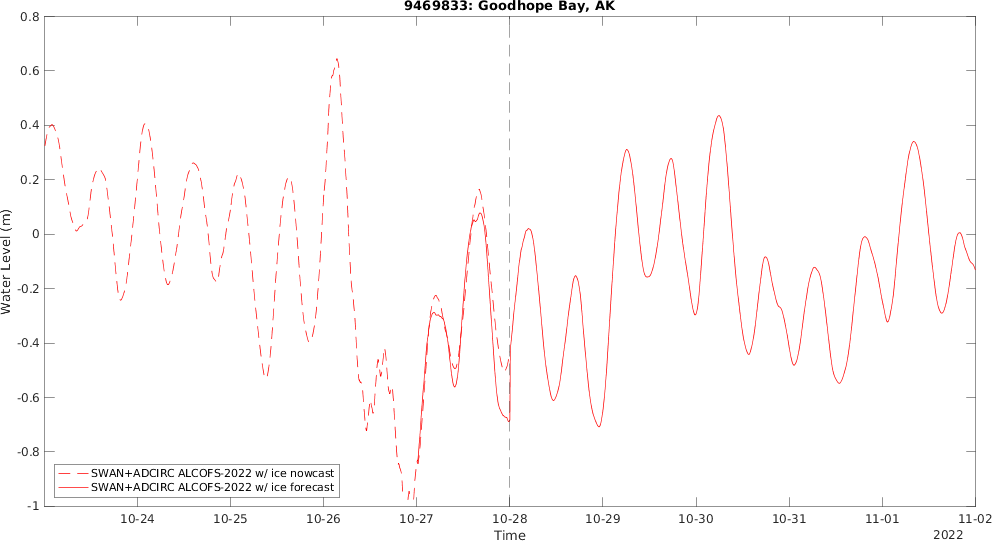 9469833: Goodhope Bay, AK
0.8
0.6
0.4
0.2
0
-0.2
-0.4
-0.6
-0.8
-1
Water Level (m)
SWAN+ADCIRC ALCOFS-2022 w/ ice nowcast
SWAN+ADCIRC ALCOFS-2022 w/ ice forecast
10-24 10-25 10-26 10-27 10-28 10-29 10-30 10-31 11-01 11-02
Time
2022